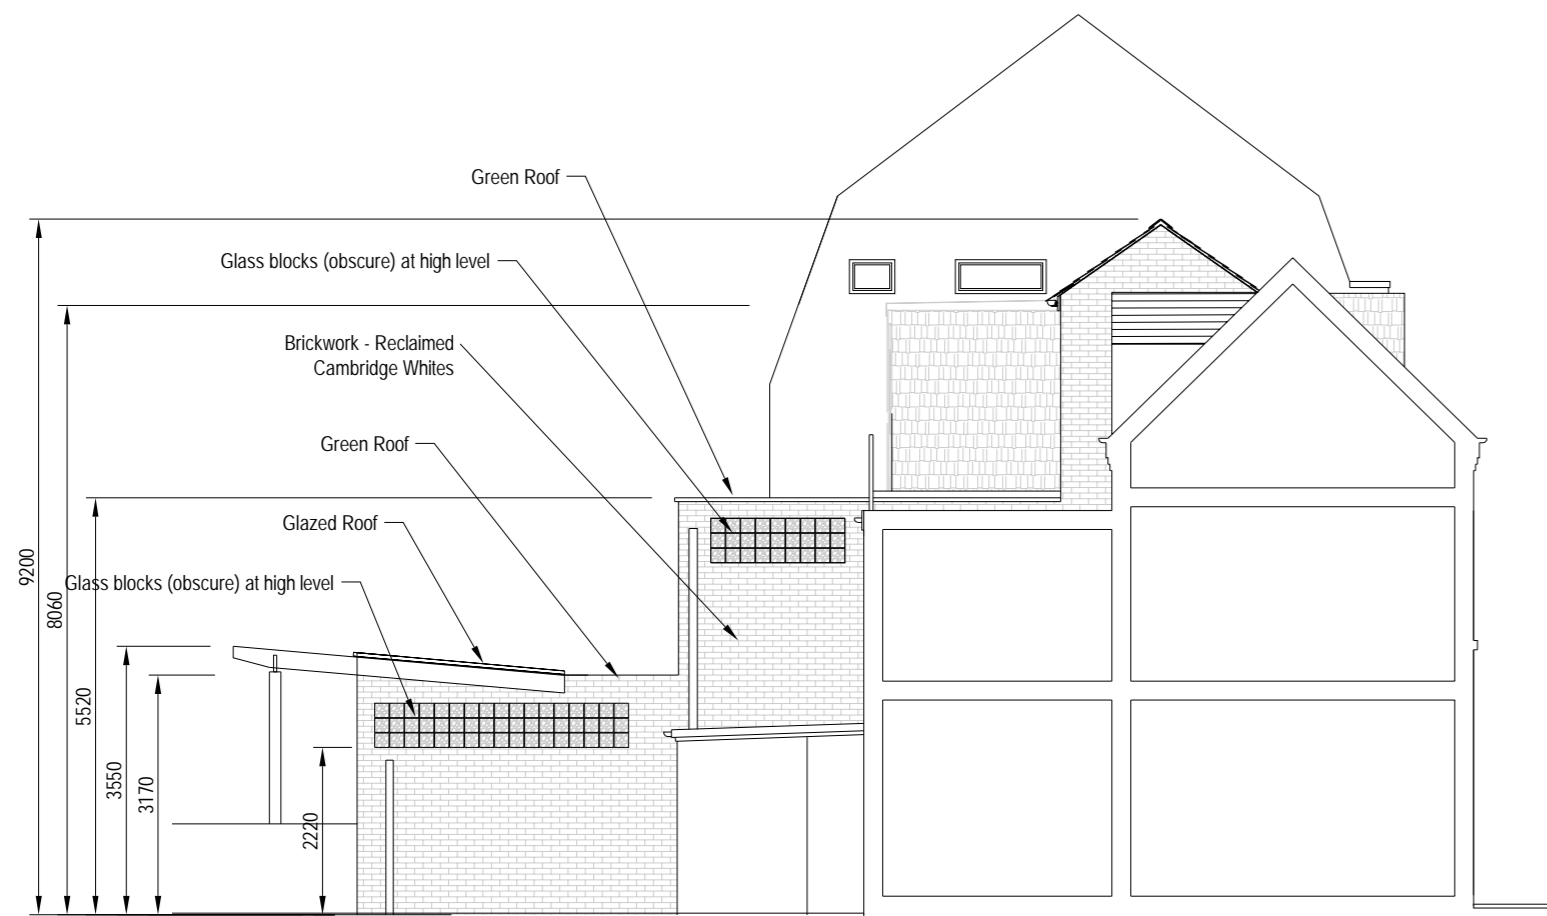 Green Roof
Glass blocks (obscure) at high level
Brickwork - Reclaimed
Cambridge Whites
Green Roof
Glazed Roof
Glass blocks (obscure) at high level
9200
8060
5520
3550
3170
2220